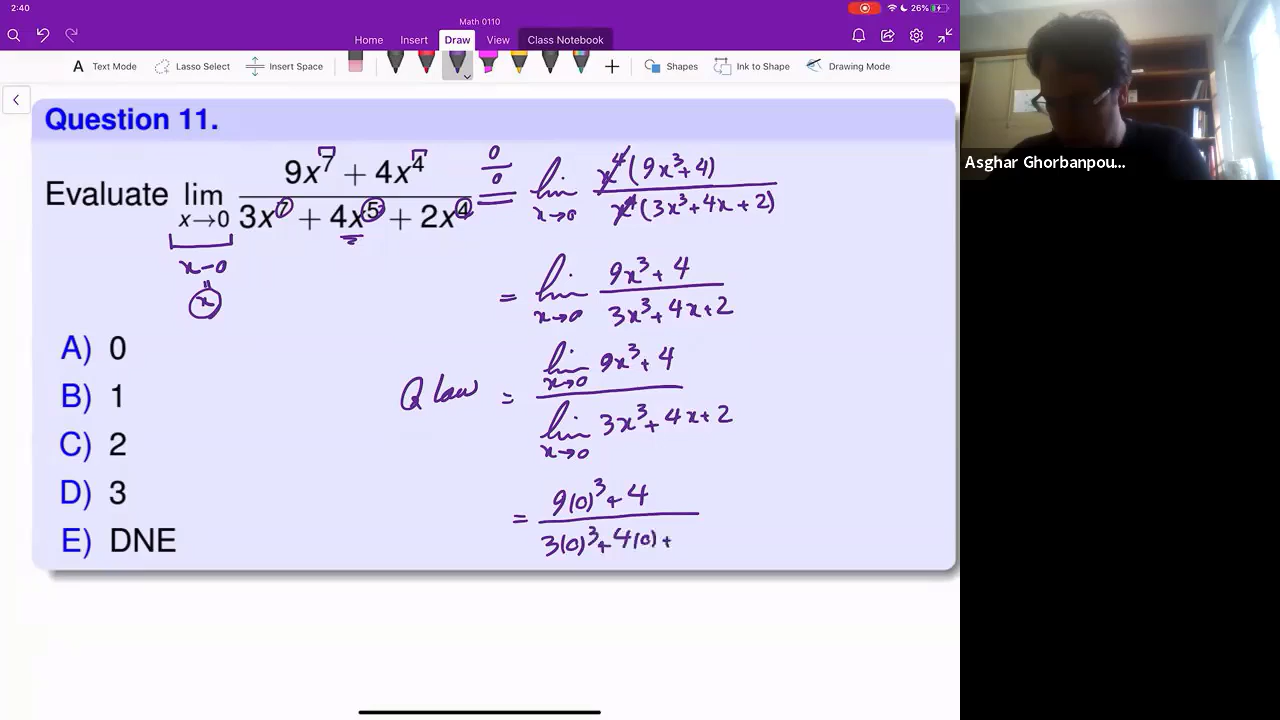 2:40
Math 0110
26%
Home Insert Draw View Class Notebook
A Text Mode Lasso Select Insert Space Shapes Ink to Shape Drawing Mode
Question 11.
Evaluate lim x→0 (9x^7 + 4x^4)/(3x^7 + 4x^5 + 2x^4) 0/0 = lim x→0 x^4(9x^3+4)/x^4(3x^3+4x+2)
x-0
=
x
= lim x→0 (9x^3+4)/(3x^3+4x+2)
Q law = lim x→0 9x^3+4 / lim x→0 3x^3+4x+2
= (9(0)^3+4)/(3(0)^3+4(0)+
A) 0
B) 1
C) 2
D) 3
E) DNE
Asghar Ghorbanpou...